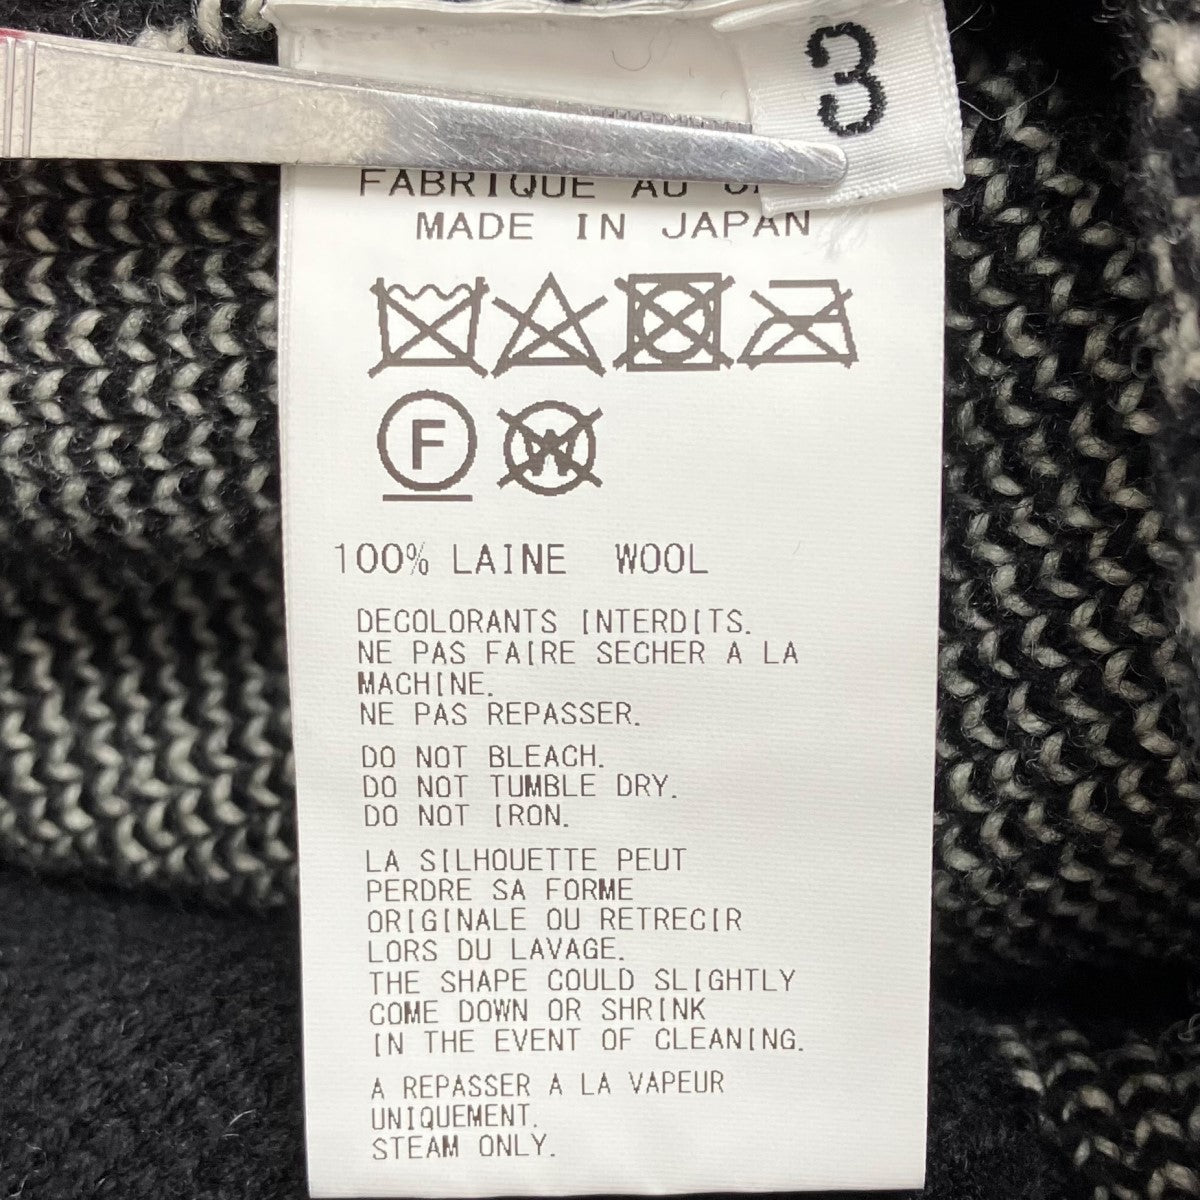 3
FABRIQUE AU
MADE IN JAPAN
F W
100% LAINE WOOL
DECOLORANTS INTERDITS.
NE PAS FAIRE SECHER A LA
MACHINE.
NE PAS REPASSER.
DO NOT BLEACH.
DO NOT TUMBLE DRY.
DO NOT IRON.
LA SILHOUETTE PEUT
PERDRE SA FORME
ORIGINALE OU RETRECIR
LORS DU LAVAGE.
THE SHAPE COULD SLIGHTLY
COME DOWN OR SHRINK
IN THE EVENT OF CLEANING.
A REPASSER A LA VAPEUR
UNIQUEMENT.
STEAM ONLY.